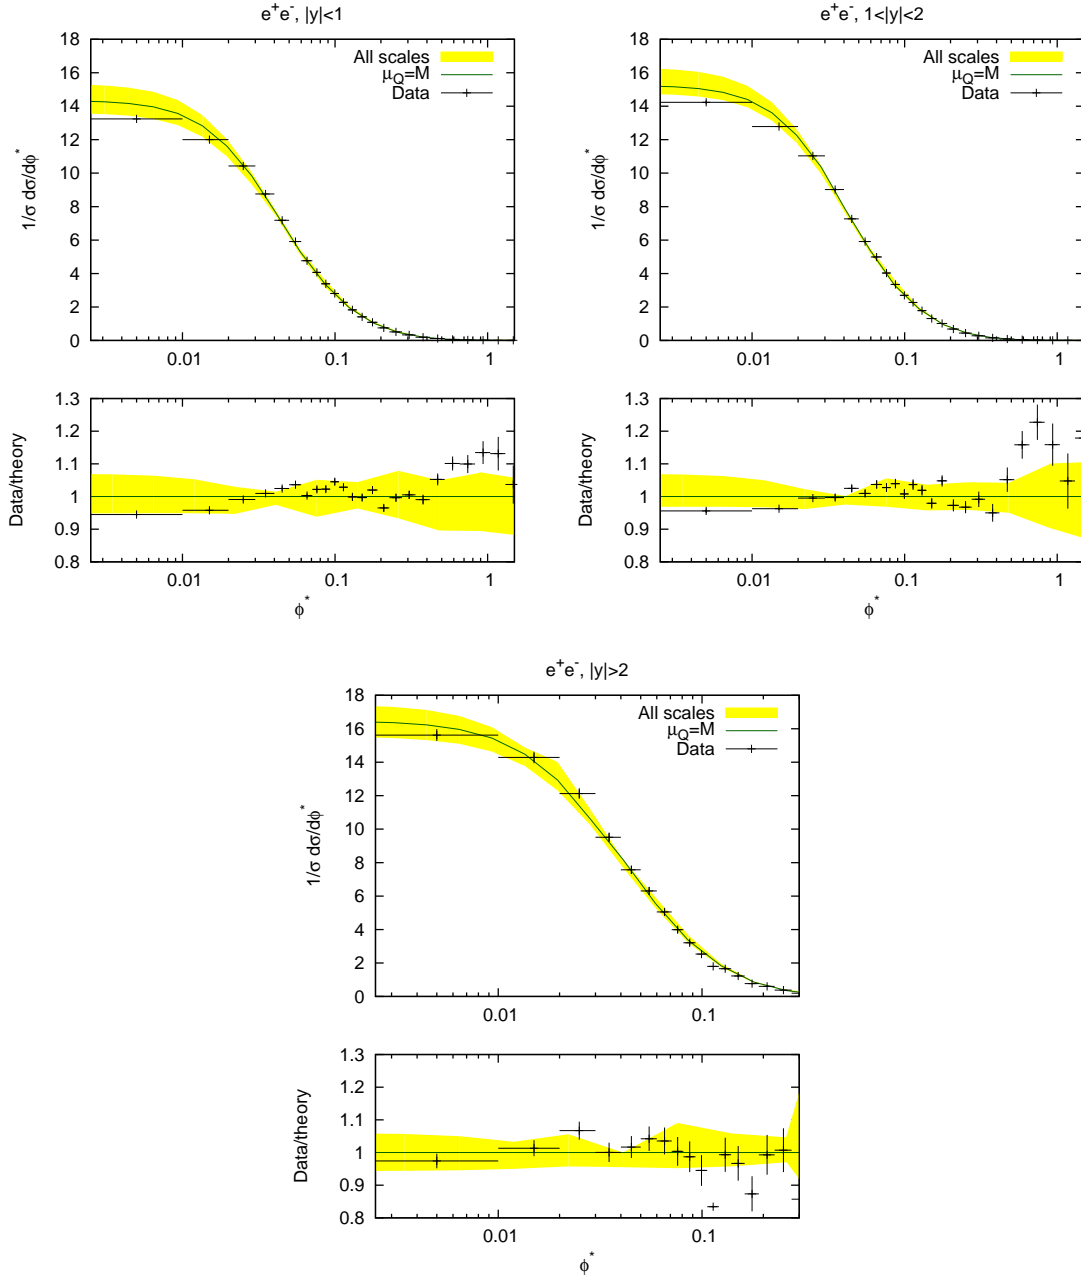 e⁺e⁻, |y|<1
18
16
14
12
10
8
6
4
2
0
1/σ dσ/dϕ*
All scales
μQ=M
Data
0.01 0.1 1
1.3
1.2
1.1
1
0.9
0.8
Data/theory
0.01 0.1 1
ϕ*
e⁺e⁻, 1<|y|<2
18
16
14
12
10
8
6
4
2
0
1/σ dσ/dϕ*
All scales
μQ=M
Data
0.01 0.1 1
1.3
1.2
1.1
1
0.9
0.8
Data/theory
0.01 0.1 1
ϕ*
e⁺e⁻, |y|>2
18
16
14
12
10
8
6
4
2
0
1/σ dσ/dϕ*
All scales
μQ=M
Data
0.01 0.1
1.3
1.2
1.1
1
0.9
0.8
Data/theory
0.01 0.1
ϕ*